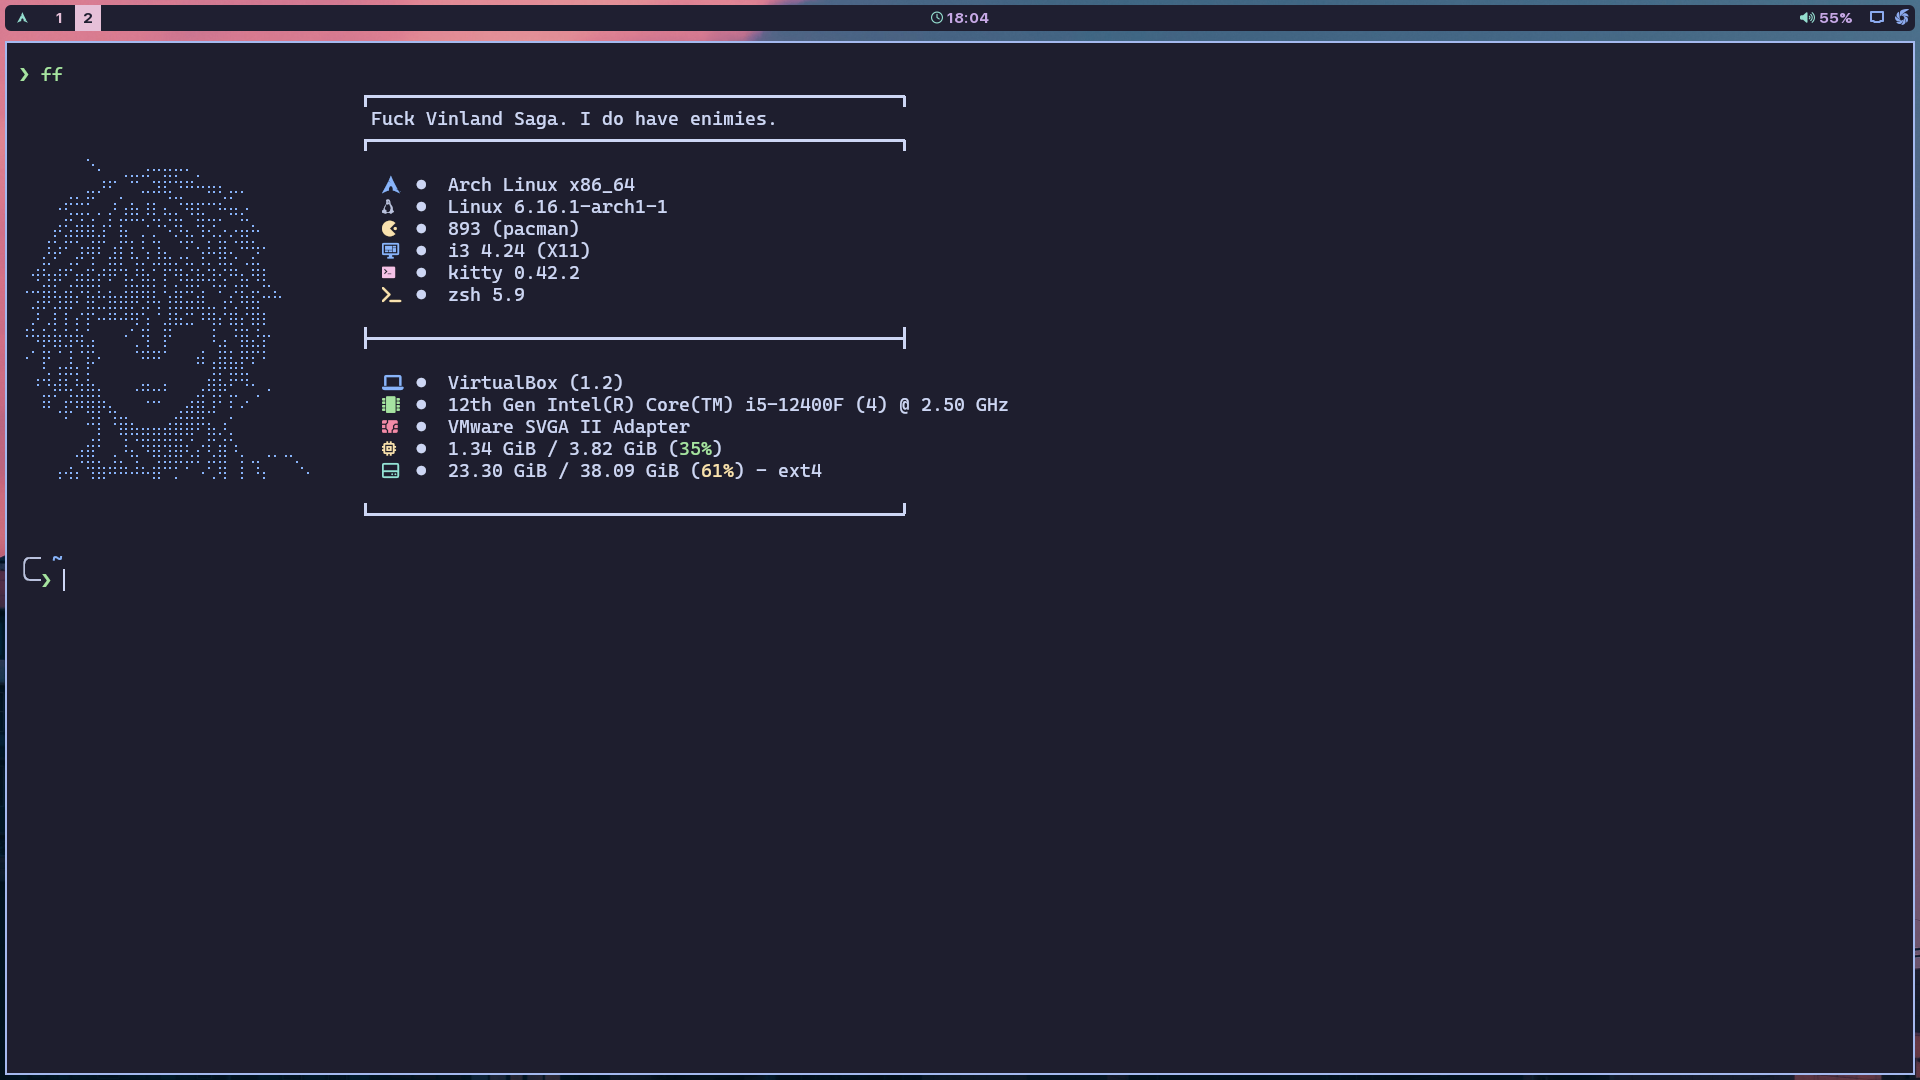 1 2 18:04 55%
❯ ff
Fuck Vinland Saga. I do have enimies.
● Arch Linux x86_64
● Linux 6.16.1-arch1-1
● 893 (pacman)
● i3 4.24 (X11)
● kitty 0.42.2
● zsh 5.9
● VirtualBox (1.2)
● 12th Gen Intel(R) Core(TM) i5-12400F (4) @ 2.50 GHz
● VMware SVGA II Adapter
● 1.34 GiB / 3.82 GiB (35%)
● 23.30 GiB / 38.09 GiB (61%) - ext4
~
❯